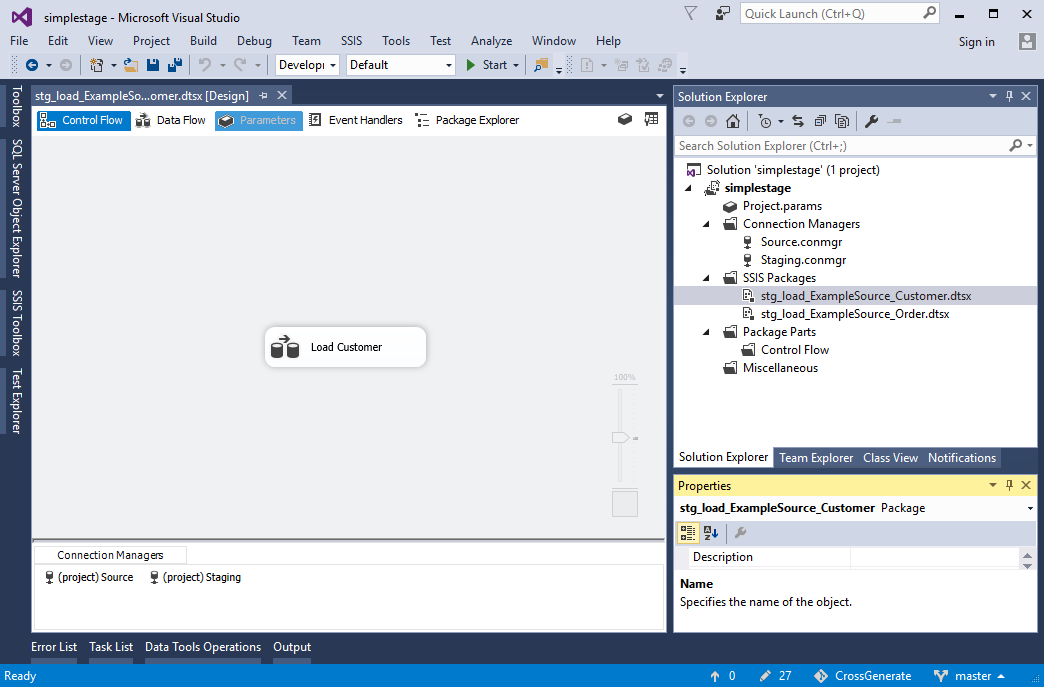 simplestage - Microsoft Visual Studio
Quick Launch (Ctrl+Q)
File Edit View Project Build Debug Team SSIS Tools Test Analyze Window Help
Sign in
Developı Default Start
Toolbox
SQL Server Object Explorer
SSIS Toolbox
Test Explorer
stg_load_ExampleSo...omer.dtsx [Design]
Control Flow Data Flow Parameters Event Handlers Package Explorer
Load Customer
100%
Connection Managers
(project) Source (project) Staging
Solution Explorer
Search Solution Explorer (Ctrl+;)
Solution 'simplestage' (1 project)
simplestage
Project.params
Connection Managers
Source.conmgr
Staging.conmgr
SSIS Packages
stg_load_ExampleSource_Customer.dtsx
stg_load_ExampleSource_Order.dtsx
Package Parts
Control Flow
Miscellaneous
Solution Explorer Team Explorer Class View Notifications
Properties
stg_load_ExampleSource_Customer Package
Description
Name
Specifies the name of the object.
Error List Task List Data Tools Operations Output
Ready
0 27 CrossGenerate master